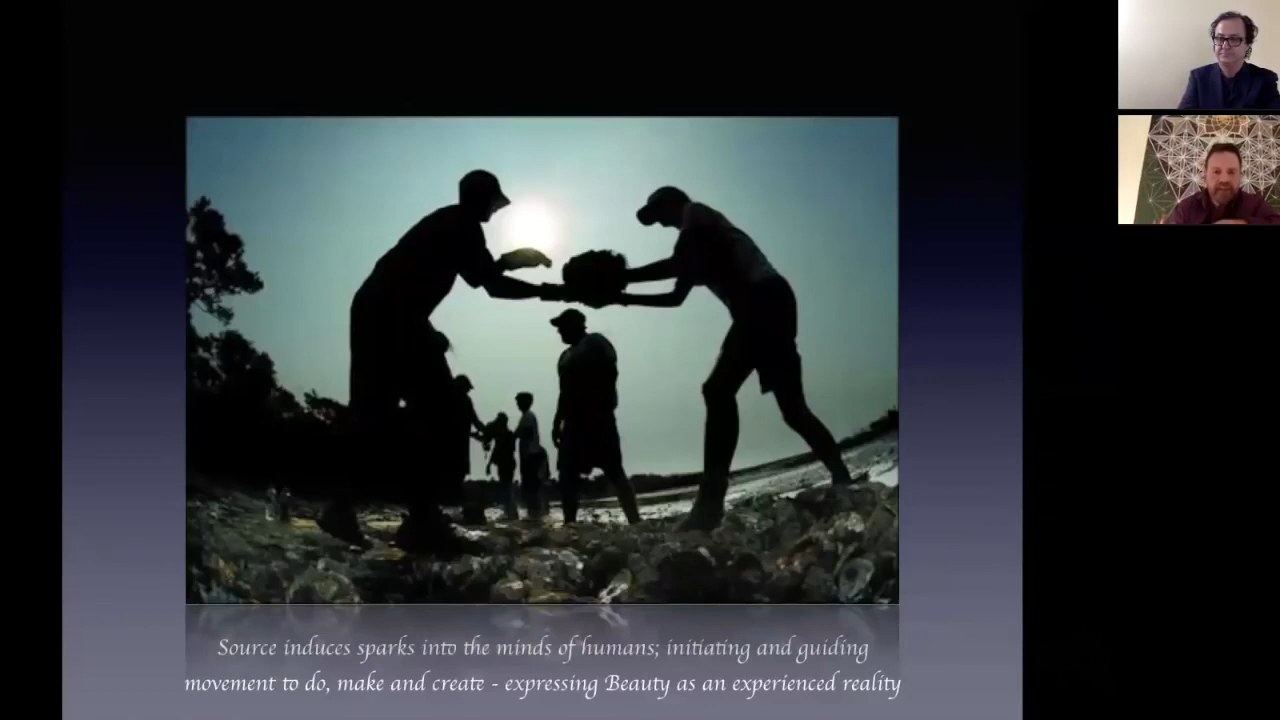 Source induces sparks into the minds of humans; initiating and guiding
movement to do, make and create - expressing Beauty as an experienced reality